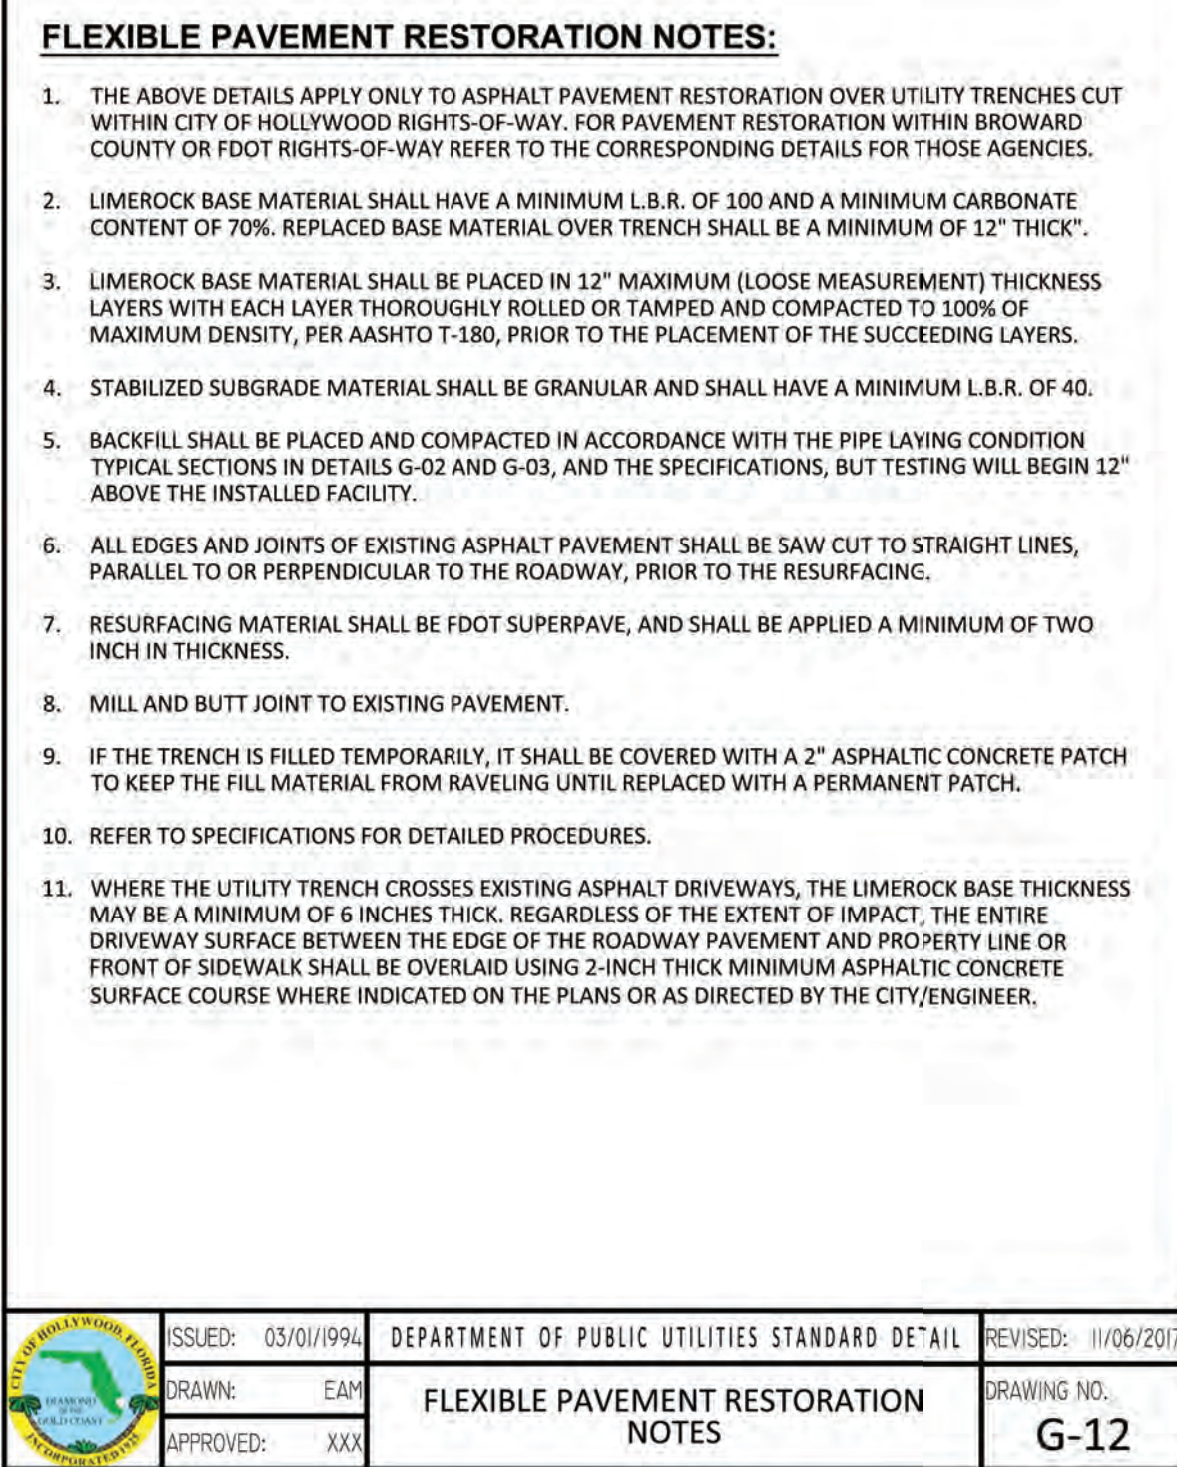 FLEXIBLE PAVEMENT RESTORATION NOTES:
1. THE ABOVE DETAILS APPLY ONLY TO ASPHALT PAVEMENT RESTORATION OVER UTILITY TRENCHES CUT
WITHIN CITY OF HOLLYWOOD RIGHTS-OF-WAY. FOR PAVEMENT RESTORATION WITHIN BROWARD
COUNTY OR FDOT RIGHTS-OF-WAY REFER TO THE CORRESPONDING DETAILS FOR THOSE AGENCIES.
2. LIMEROCK BASE MATERIAL SHALL HAVE A MINIMUM L.B.R. OF 100 AND A MINIMUM CARBONATE
CONTENT OF 70%. REPLACED BASE MATERIAL OVER TRENCH SHALL BE A MINIMUM OF 12" THICK".
3. LIMEROCK BASE MATERIAL SHALL BE PLACED IN 12" MAXIMUM (LOOSE MEASUREMENT) THICKNESS
LAYERS WITH EACH LAYER THOROUGHLY ROLLED OR TAMPED AND COMPACTED TO 100% OF
MAXIMUM DENSITY, PER AASHTO T-180, PRIOR TO THE PLACEMENT OF THE SUCCEEDING LAYERS.
4. STABILIZED SUBGRADE MATERIAL SHALL BE GRANULAR AND SHALL HAVE A MINIMUM L.B.R. OF 40.
5. BACKFILL SHALL BE PLACED AND COMPACTED IN ACCORDANCE WITH THE PIPE LAYING CONDITION
TYPICAL SECTIONS IN DETAILS G-02 AND G-03, AND THE SPECIFICATIONS, BUT TESTING WILL BEGIN 12"
ABOVE THE INSTALLED FACILITY.
6. ALL EDGES AND JOINTS OF EXISTING ASPHALT PAVEMENT SHALL BE SAW CUT TO STRAIGHT LINES,
PARALLEL TO OR PERPENDICULAR TO THE ROADWAY, PRIOR TO THE RESURFACING.
7. RESURFACING MATERIAL SHALL BE FDOT SUPERPAVE, AND SHALL BE APPLIED A MINIMUM OF TWO
INCH IN THICKNESS.
8. MILL AND BUTT JOINT TO EXISTING PAVEMENT.
9. IF THE TRENCH IS FILLED TEMPORARILY, IT SHALL BE COVERED WITH A 2" ASPHALTIC CONCRETE PATCH
TO KEEP THE FILL MATERIAL FROM RAVELING UNTIL REPLACED WITH A PERMANENT PATCH.
10. REFER TO SPECIFICATIONS FOR DETAILED PROCEDURES.
11. WHERE THE UTILITY TRENCH CROSSES EXISTING ASPHALT DRIVEWAYS, THE LIMEROCK BASE THICKNESS
MAY BE A MINIMUM OF 6 INCHES THICK. REGARDLESS OF THE EXTENT OF IMPACT, THE ENTIRE
DRIVEWAY SURFACE BETWEEN THE EDGE OF THE ROADWAY PAVEMENT AND PROPERTY LINE OR
FRONT OF SIDEWALK SHALL BE OVERLAID USING 2-INCH THICK MINIMUM ASPHALTIC CONCRETE
SURFACE COURSE WHERE INDICATED ON THE PLANS OR AS DIRECTED BY THE CITY/ENGINEER.
CITY OF HOLLYWOOD, FLORIDA
DIAMOND
OF THE
GOLD COAST
INCORPORATED 1925
ISSUED: 03/01/1994
DRAWN: EAM
APPROVED: XXX
DEPARTMENT OF PUBLIC UTILITIES STANDARD DETAIL
FLEXIBLE PAVEMENT RESTORATION
NOTES
REVISED: 11/06/2017
DRAWING NO.
G-12